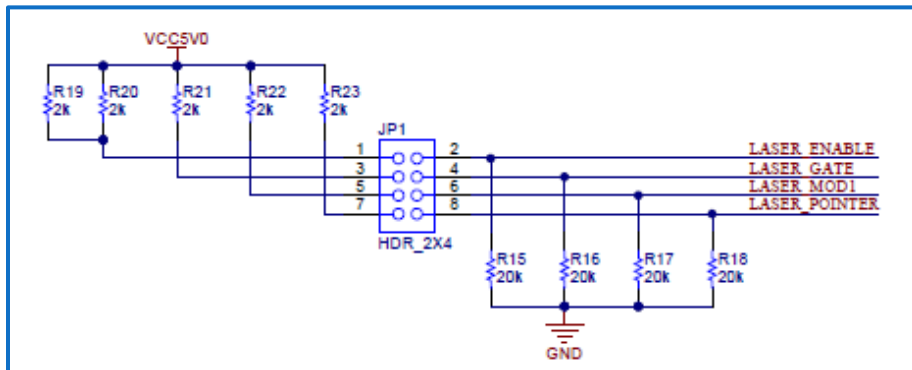 VCC5V0
R19 R20 R21 R22 R23
2k 2k 2k 2k 2k
JP1
1 2 LASER_ENABLE
3 4 LASER_GATE
5 6 LASER_MOD1
7 8 LASER_POINTER
HDR_2X4
R15 R16 R17 R18
20k 20k 20k 20k
GND